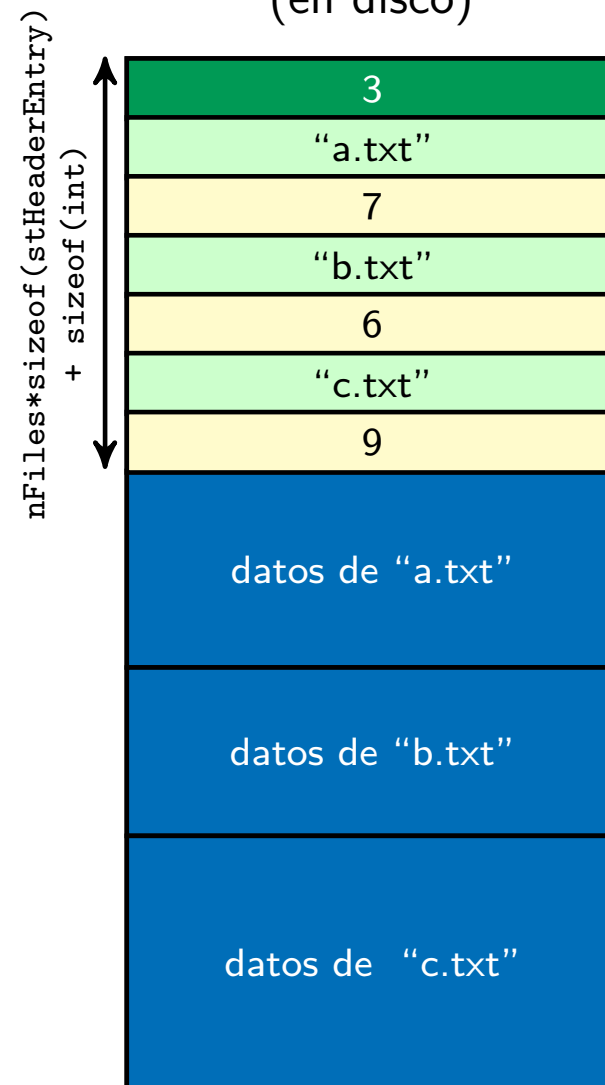 (en disco)
nFiles*sizeof(stHeaderEntry)
+ sizeof(int)
3
“a.txt”
7
“b.txt”
6
“c.txt”
9
datos de “a.txt”
datos de “b.txt”
datos de “c.txt”